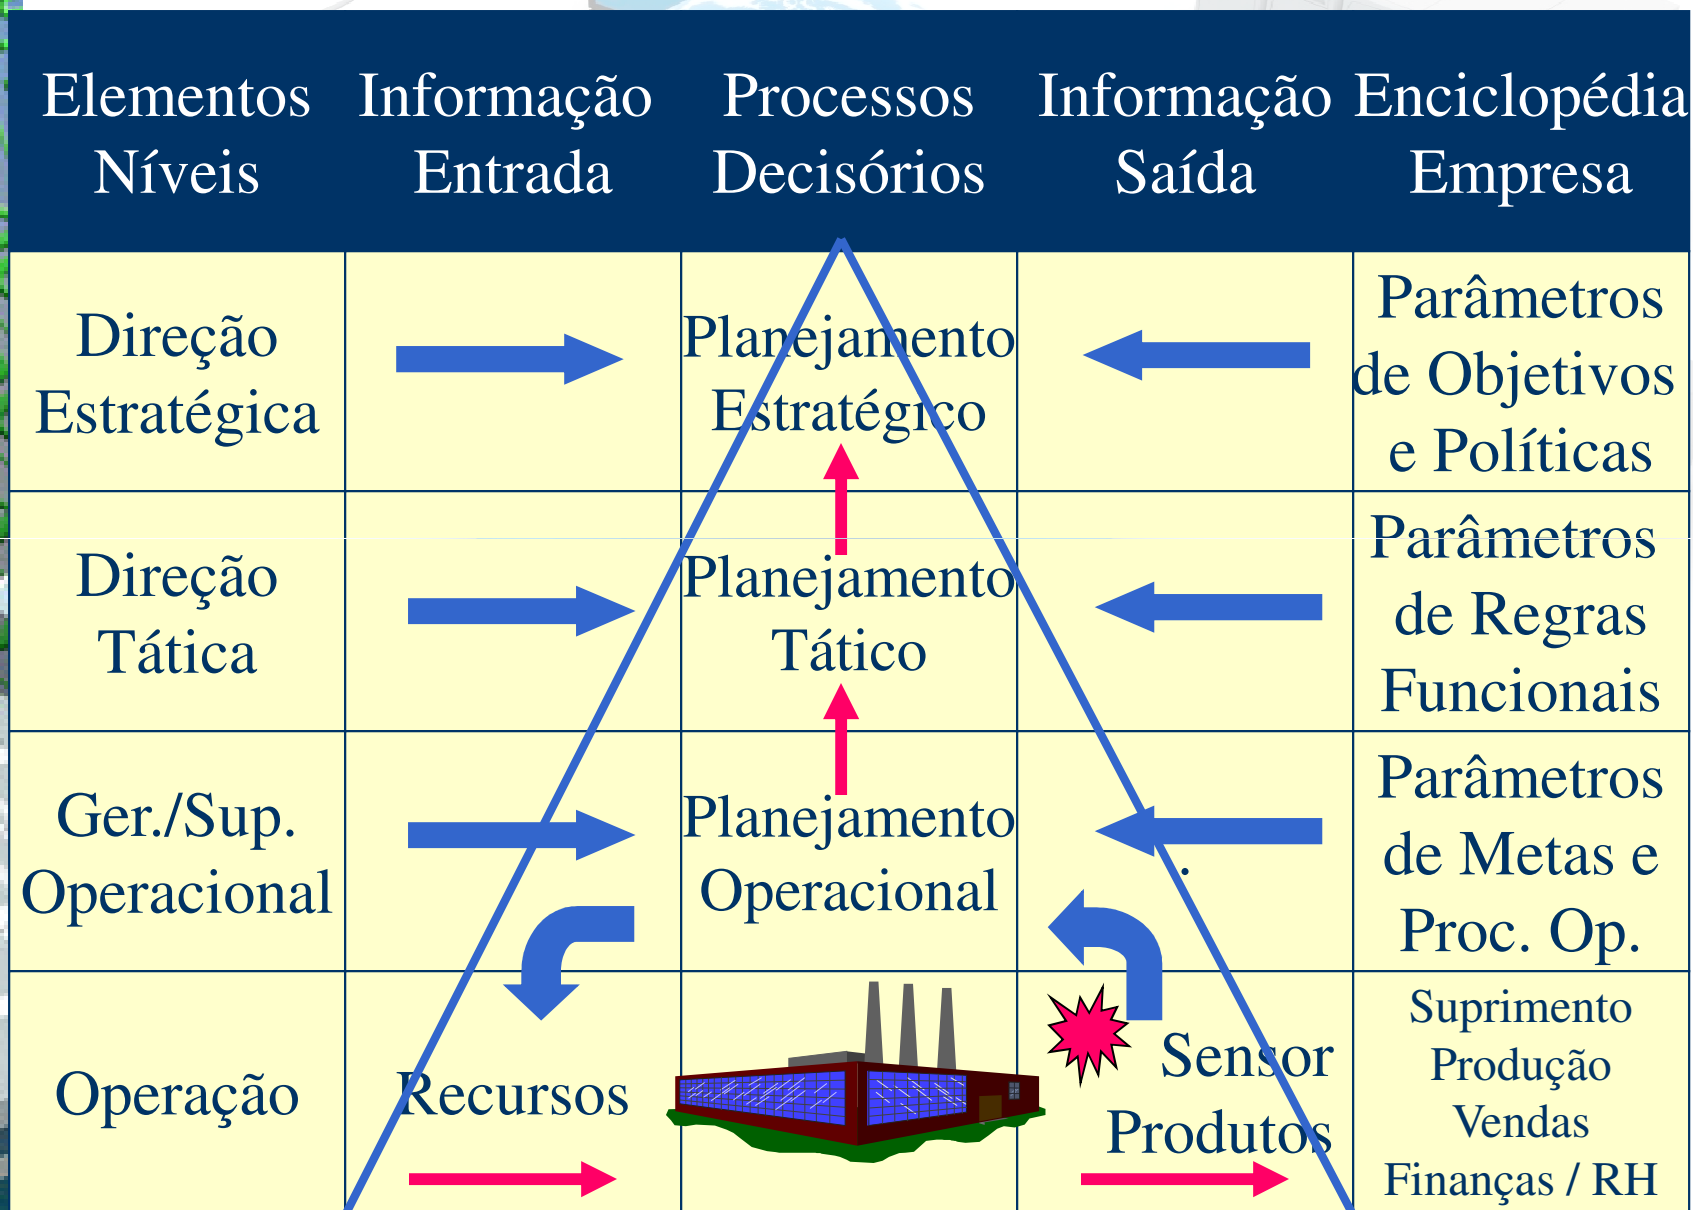 Elementos
Níveis
Informação
Entrada
Processos
Decisórios
Informação
Saída
Enciclopédia
Empresa
Direção
Estratégica
Planejamento
Estratégico
Parâmetros
de Objetivos
e Políticas
Direção
Tática
Planejamento
Tático
Parâmetros
de Regras
Funcionais
Ger./Sup.
Operacional
Planejamento
Operacional
.
Parâmetros
de Metas e
Proc. Op.
Operação
Recursos
Sensor
Produtos
Suprimento
Produção
Vendas
Finanças / RH